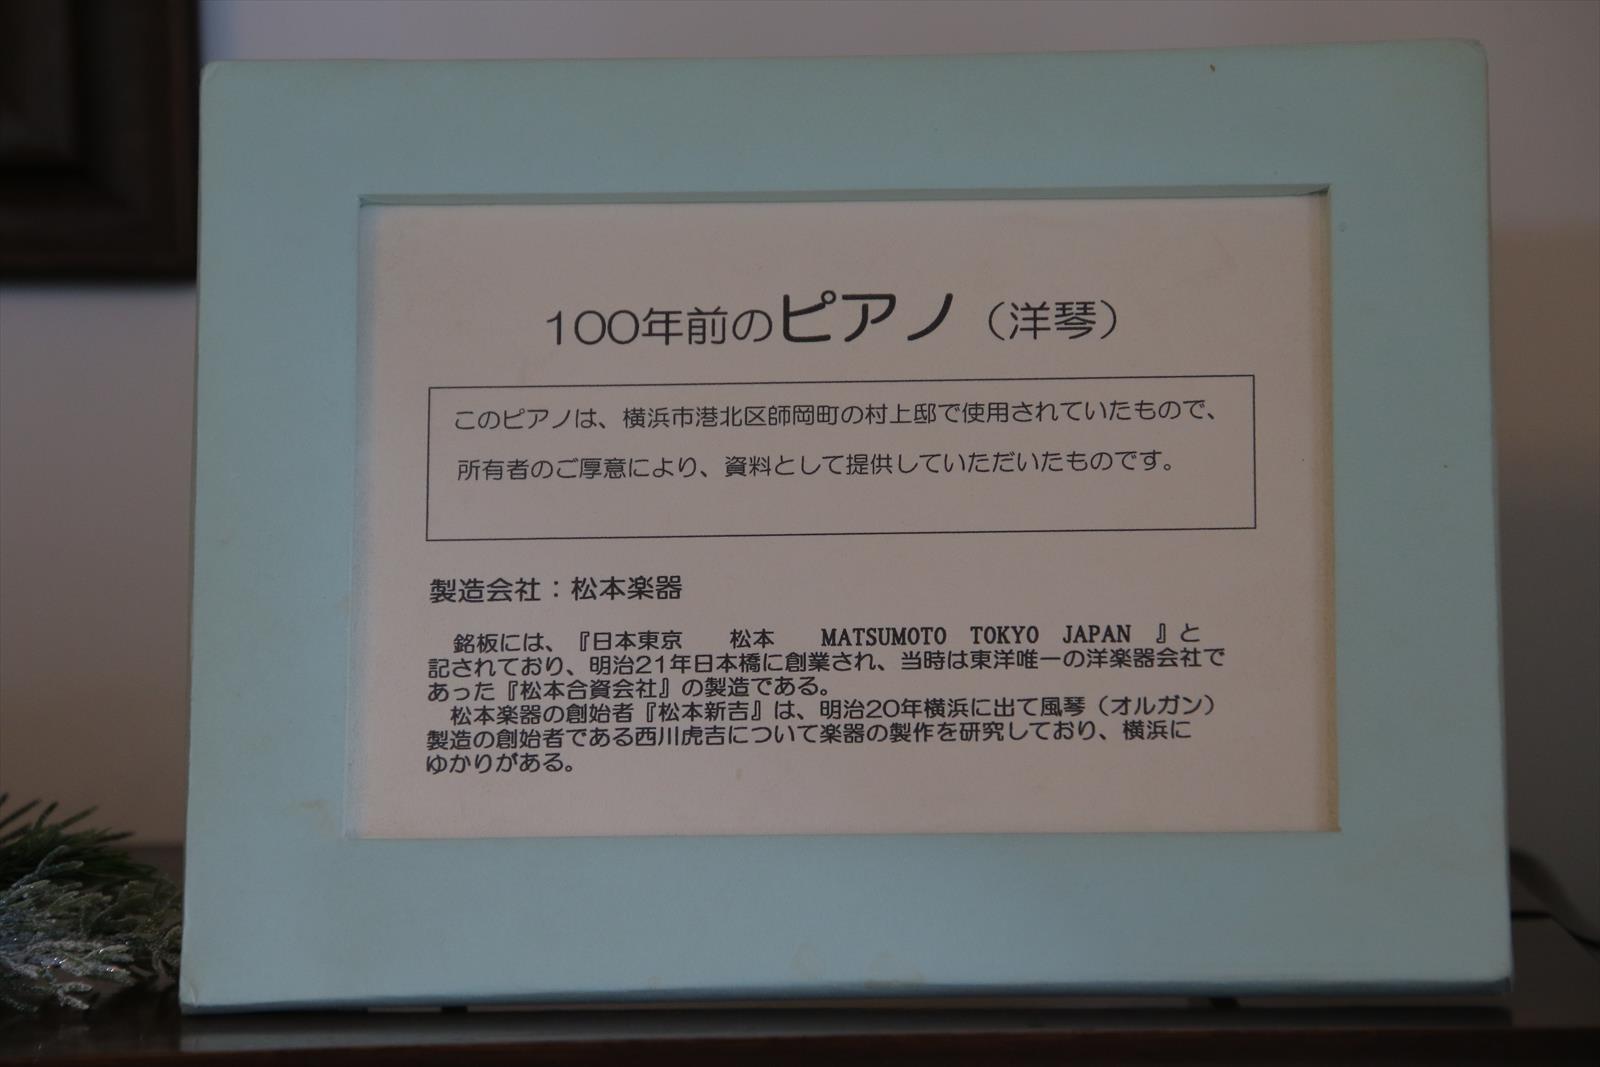 100年前のピアノ（洋琴）
このピアノは、横浜市港北区師岡町の村上邸で使用されていたもので、
所有者のご厚意により、資料として提供していただいたものです。
製造会社：松本楽器
銘板には、『日本東京　松本　MATSUMOTO TOKYO JAPAN 』と
記されており、明治21年日本橋に創業され、当時は東洋唯一の洋楽器会社で
あった『松本合資会社』の製造である。
松本楽器の創始者『松本新吉』は、明治20年横浜に出て風琴（オルガン）
製造の創始者である西川虎吉について楽器の製作を研究しており、横浜に
ゆかりがある。